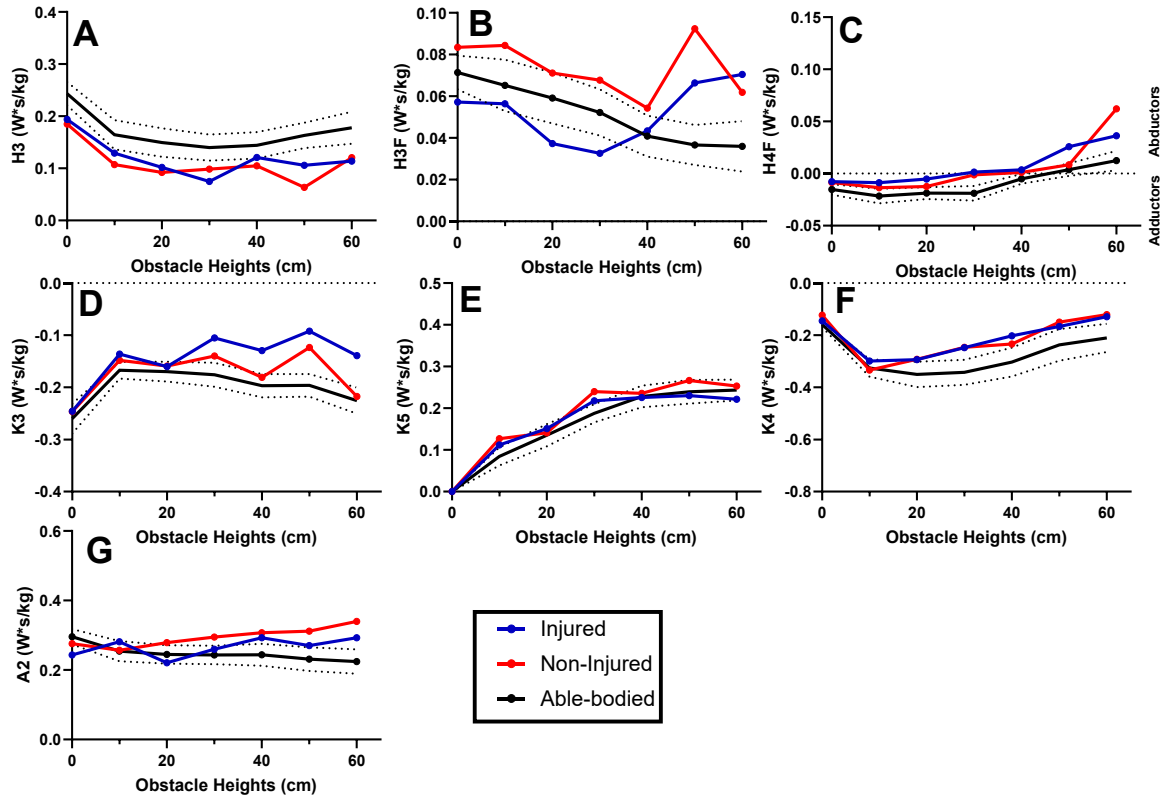 A
H3 (W*s/kg)
0.4
0.3
0.2
0.1
0.0
0
20
40
60
Obstacle Heights (cm)
B
H3F (W*s/kg)
0.10
0.08
0.06
0.04
0.02
0.00
0
20
40
60
Obstacle Heights (cm)
C
H4F (W*s/kg)
0.15
0.10
0.05
0.00
-0.05
0
20
40
60
Obstacle Heights (cm)
Abductors
Adductors
D
K3 (W*s/kg)
-0.0
-0.1
-0.2
-0.3
-0.4
0
20
40
60
Obstacle Heights (cm)
E
K5 (W*s/kg)
0.5
0.4
0.3
0.2
0.1
0.0
0
20
40
60
Obstacle Heights (cm)
F
K4 (W*s/kg)
-0.0
-0.2
-0.4
-0.6
-0.8
0
20
40
60
Obstacle Heights (cm)
G
A2 (W*s/kg)
0.6
0.4
0.2
0.0
0
20
40
60
Obstacle Heights (cm)
Injured
Non-Injured
Able-bodied